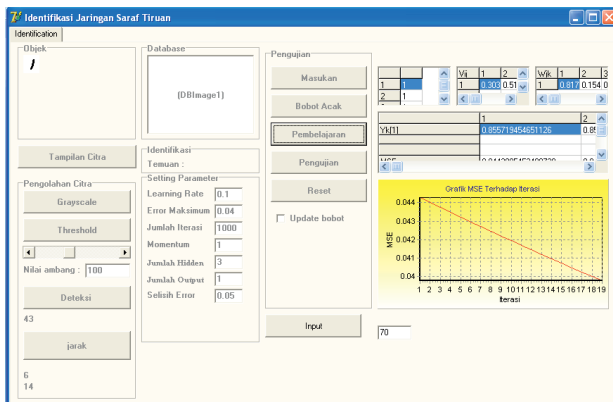 Identifikasi Jaringan Saraf Tiruan
Identification
Objek
Tampilan Citra
Pengolahan Citra
Grayscale
Threshold
Nilai ambang : 100
Deteksi
43
jarak
6
14
Database
(DBImage1)
Identifikasi
Temuan :
Setting Parameter
Learning Rate 0.1
Error Maksimum 0.04
Jumlah Iterasi 1000
Momentum 1
Jumlah Hidden 3
Jumlah Output 1
Selisih Error 0.05
Pengujian
Masukan
Bobot Acak
Pembelajaran
Pengujian
Reset
Update bobot
Input
70
1
1 1
2 1
Vij 1 2
1 0.303 0.51
Wjk 1 2 3
1 0.817 0.154 0
1 2
Yk[1] 0.855719454651126 0.85
Grafik MSE Terhadap Iterasi
MSE
0.044
0.043
0.042
0.041
0.04
1 2 3 4 5 6 7 8 9 10 11 12 13 14 15 16 17 18 19
Iterasi